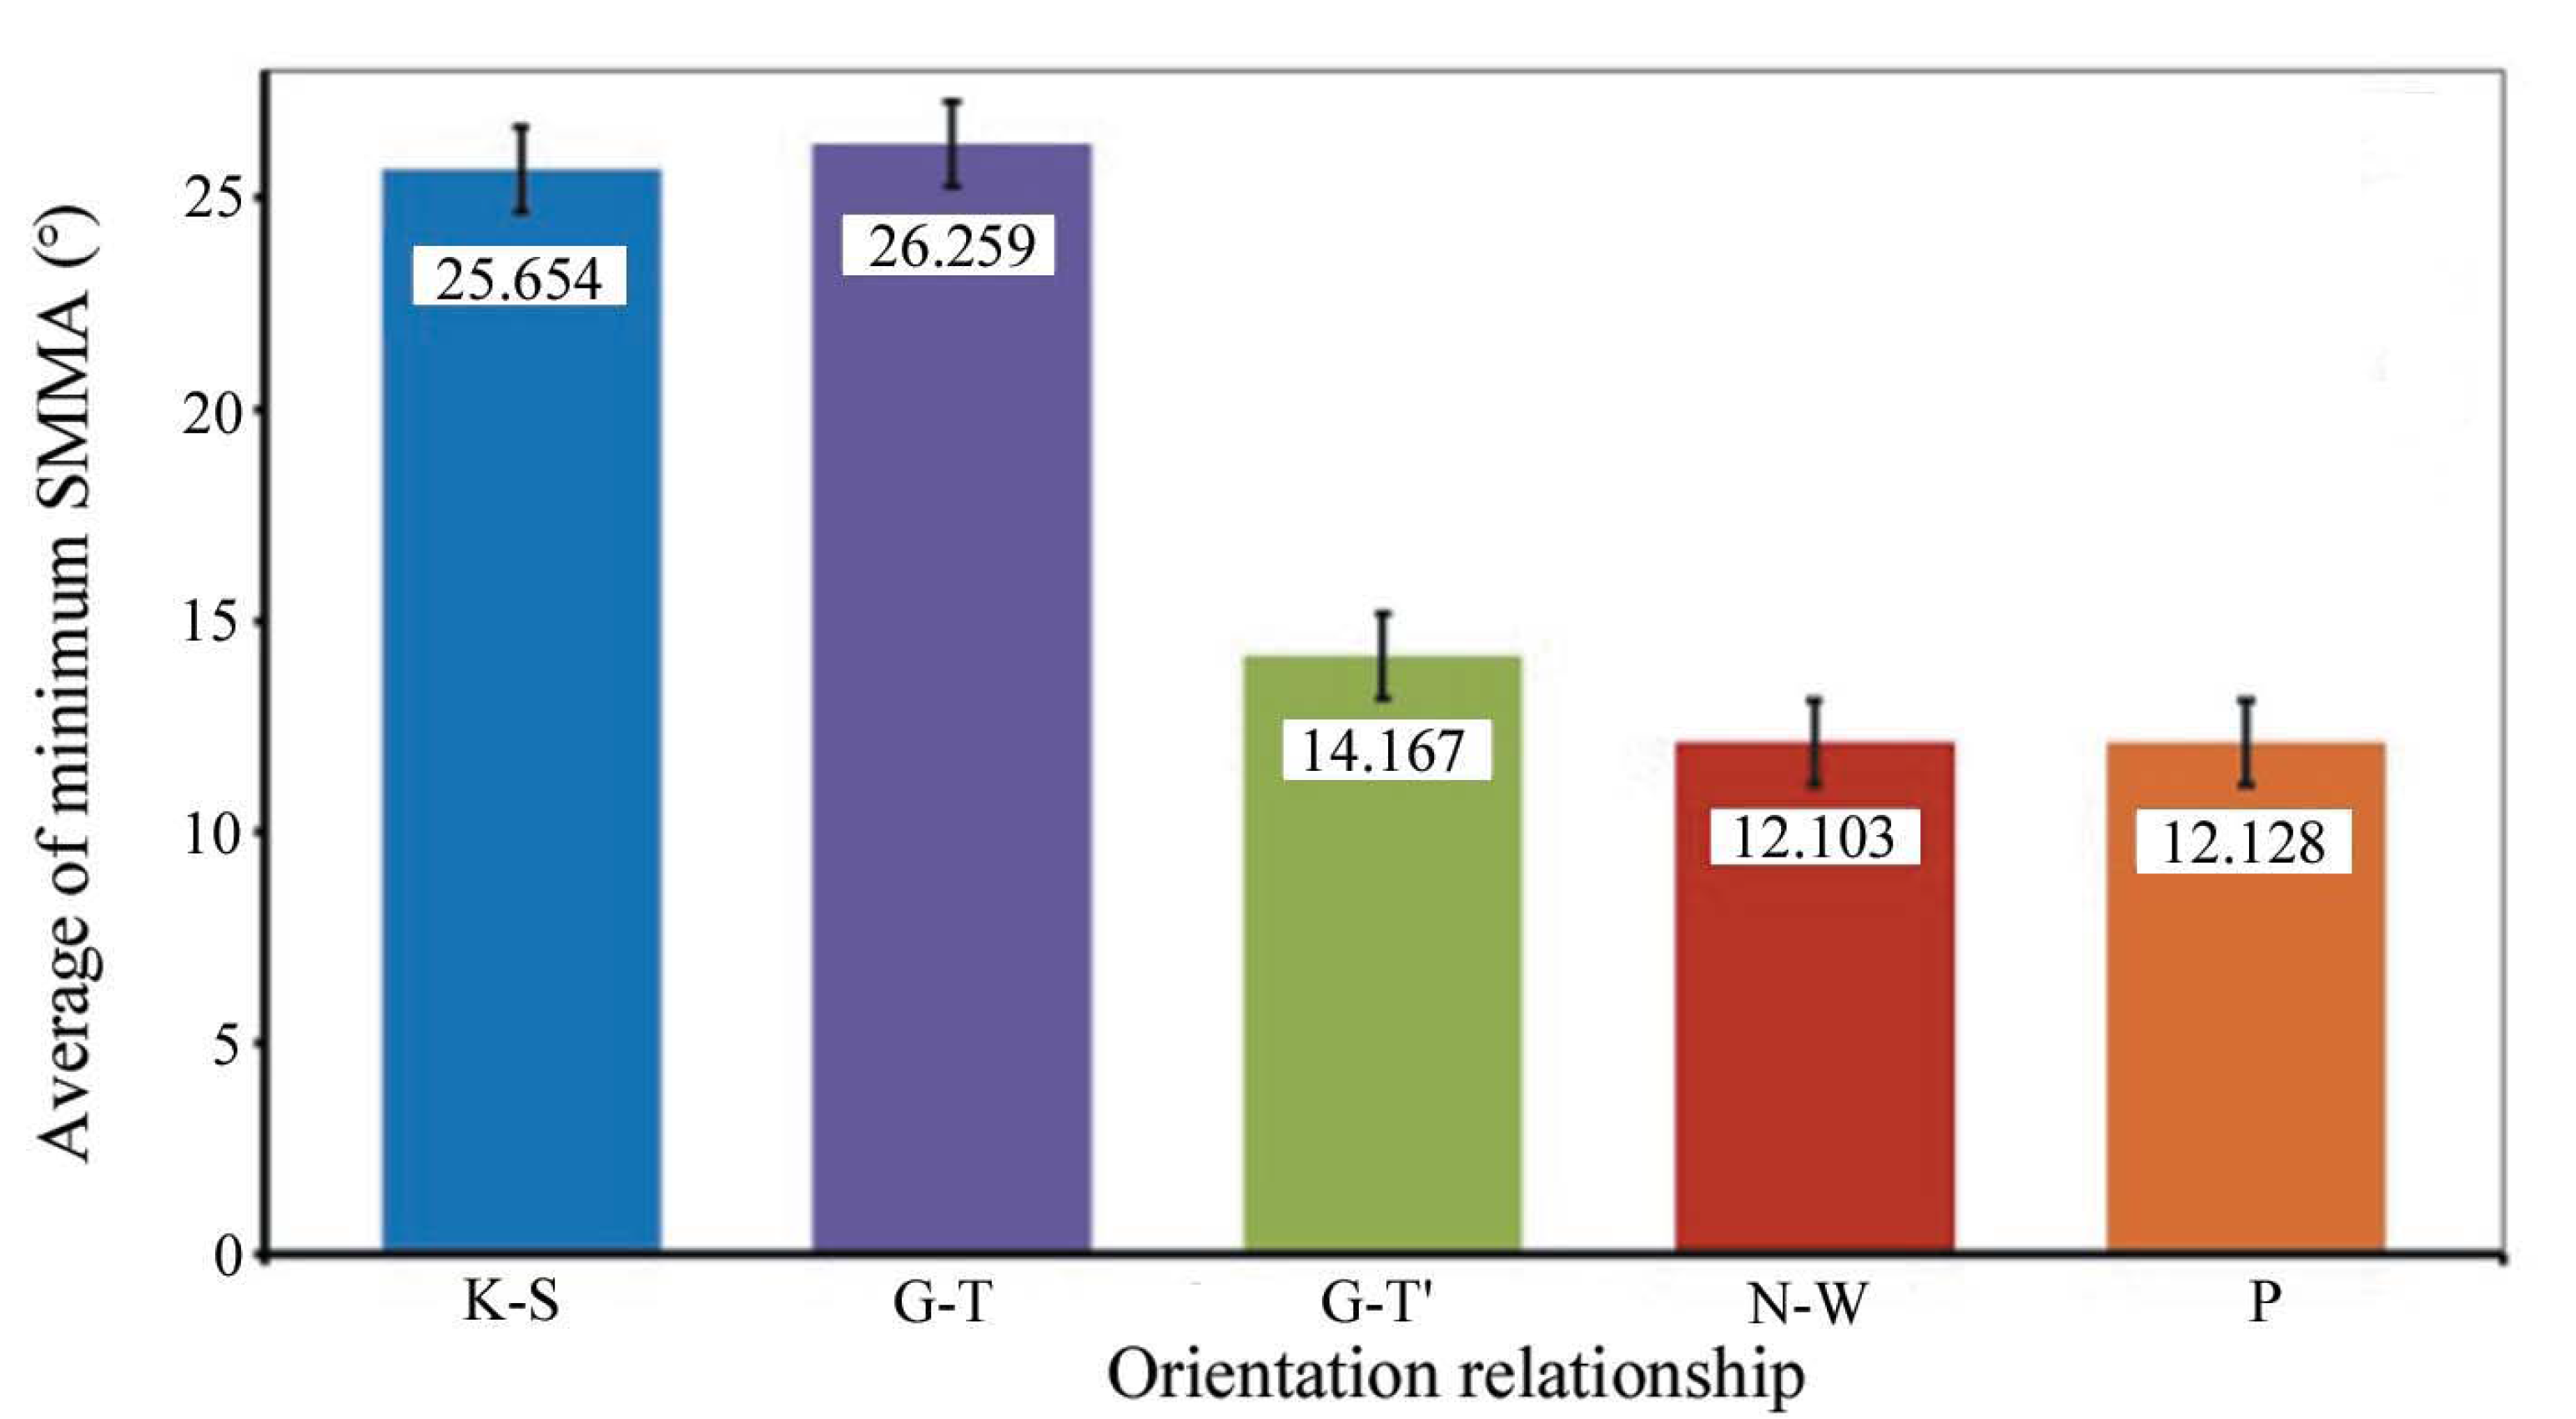 Average of minimum SMMA (°)
25
20
15
10
5
0
25.654
26.259
14.167
12.103
12.128
K-S
G-T
G-T'
N-W
P
Orientation relationship